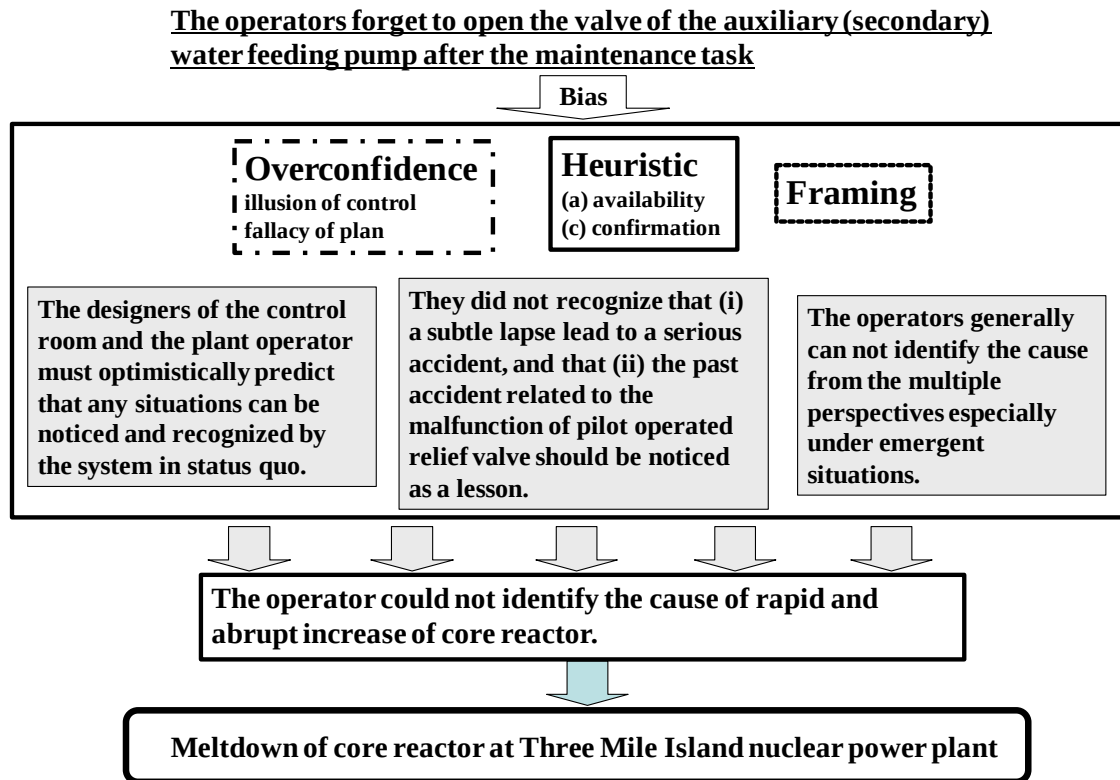 The operators forget to open the valve of the auxiliary (secondary)
water feeding pump after the maintenance task
Bias
Overconfidence
illusion of control
fallacy of plan
Heuristic
(a) availability
(c) confirmation
Framing
The designers of the control
room and the plant operator
must optimistically predict
that any situations can be
noticed and recognized by
the system in status quo.
They did not recognize that (i)
a subtle lapse lead to a serious
accident, and that (ii) the past
accident related to the
malfunction of pilot operated
relief valve should be noticed
as a lesson.
The operators generally
can not identify the cause
from the multiple
perspectives especially
under emergent
situations.
The operator could not identify the cause of rapid and
abrupt increase of core reactor.
Meltdown of core reactor at Three Mile Island nuclear power plant